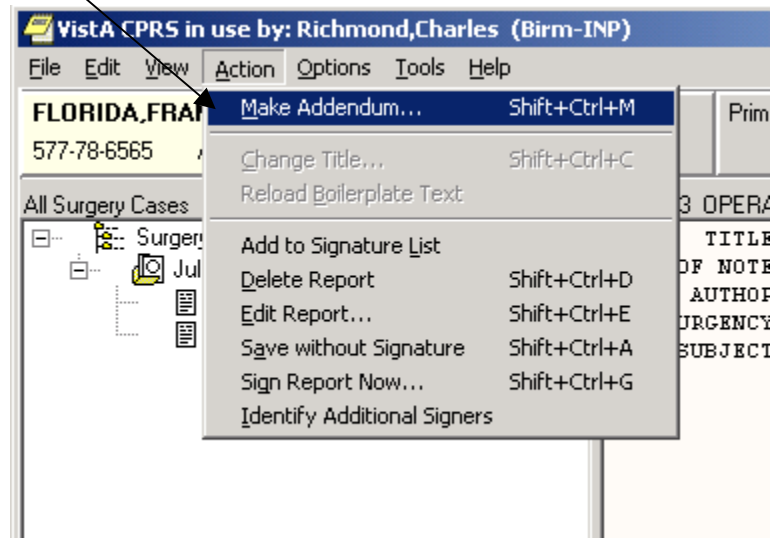 VistA CPRS in use by: Richmond,Charles (Birm-INP)
File Edit View Action Options Tools Help
FLORIDA,FRA Prim
577-78-6565
All Surgery Cases 3 OPERA
Surgery TITLE
Jul OF NOTE
AUTHOR
URGENCY
SUBJECT
Make Addendum... Shift+Ctrl+M
Change Title... Shift+Ctrl+C
Reload Boilerplate Text
Add to Signature List
Delete Report Shift+Ctrl+D
Edit Report... Shift+Ctrl+E
Save without Signature Shift+Ctrl+A
Sign Report Now... Shift+Ctrl+G
Identify Additional Signers